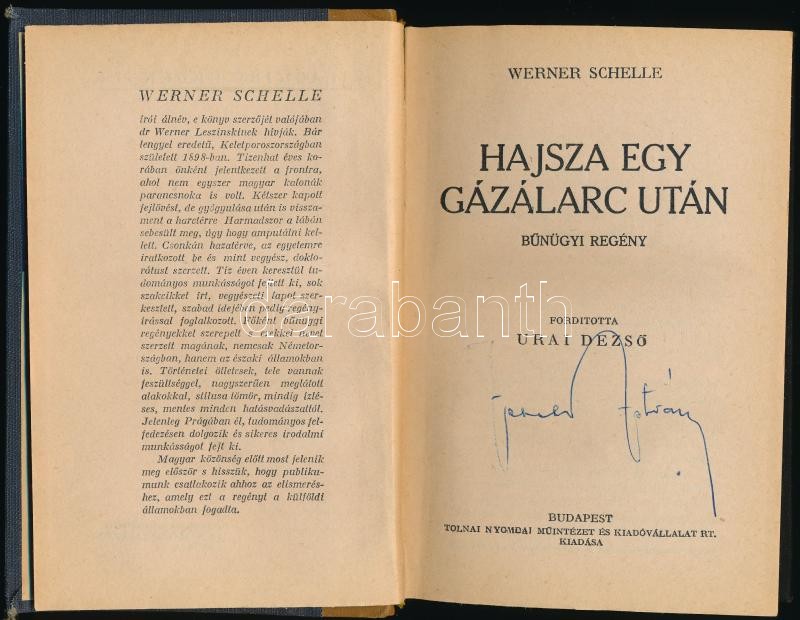 WERNER SCHELLE
írói álnév, e könyv szerzőjét valójában
dr Werner Leszinskinek hívják. Bár
lengyel eredetű, Keletporoszországban
született 1898-ban. Tizenhat éves ko-
rában önként jelentkezett a frontra,
ahol nem egyszer magyar katonák
parancsnoka is volt. Kétszer kapott
fejlövést, de gyógyulása után is vissza-
ment a harctérre Harmadszor a lábán
sebesült meg, úgy hogy amputálni kel-
lett. Csonkán hazatérve, az egyetemre
iratkozott be és mint vegyész, dokto-
rátust szerzett. Tíz éven keresztül tu-
dományos munkásságot fejtett ki, sok
szakcikket írt, vegyészeti lapot szer-
kesztett, szabad idejében pedig regény-
írással foglalkozott. Főként bűnügyi
regényekkel szerepelt s ezekkel nevet
szerzett magának, nemcsak Németor-
szágban, hanem az északi államokban
is. Történetei ötletesek, tele vannak
feszültséggel, nagyszerűen meglátott
alakokkal, stílusa tömör, mindig ízlé-
ses, mentes minden hatásvadászattól.
Jelenleg Prágában él, tudományos fel-
fedezésen dolgozik és sikeres irodalmi
munkásságot fejt ki.
Magyar közönség előtt most jelenik
meg először s hisszük, hogy publiku-
munk csatlakozik ahhoz az elismerés-
hez, amely ezt a regényt a külföldi
államokban fogadta.
WERNER SCHELLE
HAJSZA EGY
GÁZÁLARC UTÁN
BŰNÜGYI REGÉNY
FORDITOTTA
URAI DEZSŐ
István
BUDAPEST
TOLNAI NYOMDAI MŰINTÉZET ÉS KIADÓVÁLLALAT RT.
KIADÁSA
darabanth